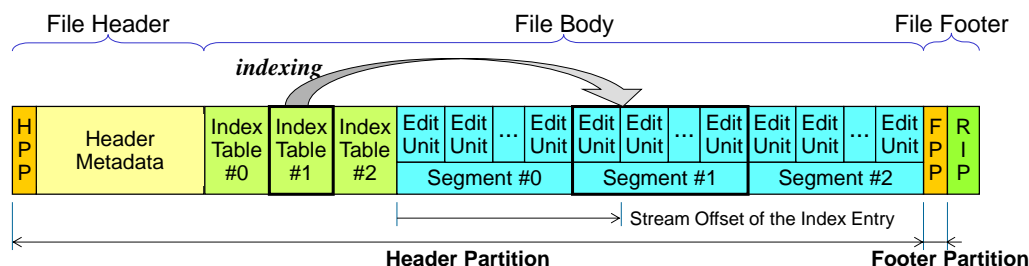 File Header
File Body
File Footer
indexing
H
P
P
Header
Metadata
Index
Table
#0
Index
Table
#1
Index
Table
#2
Edit
Unit
Edit
Unit
...
Edit
Unit
Segment #0
Edit
Unit
Edit
Unit
...
Edit
Unit
Segment #1
Edit
Unit
Edit
Unit
...
Edit
Unit
Segment #2
F
P
P
R
I
P
Stream Offset of the Index Entry
Header Partition
Footer Partition